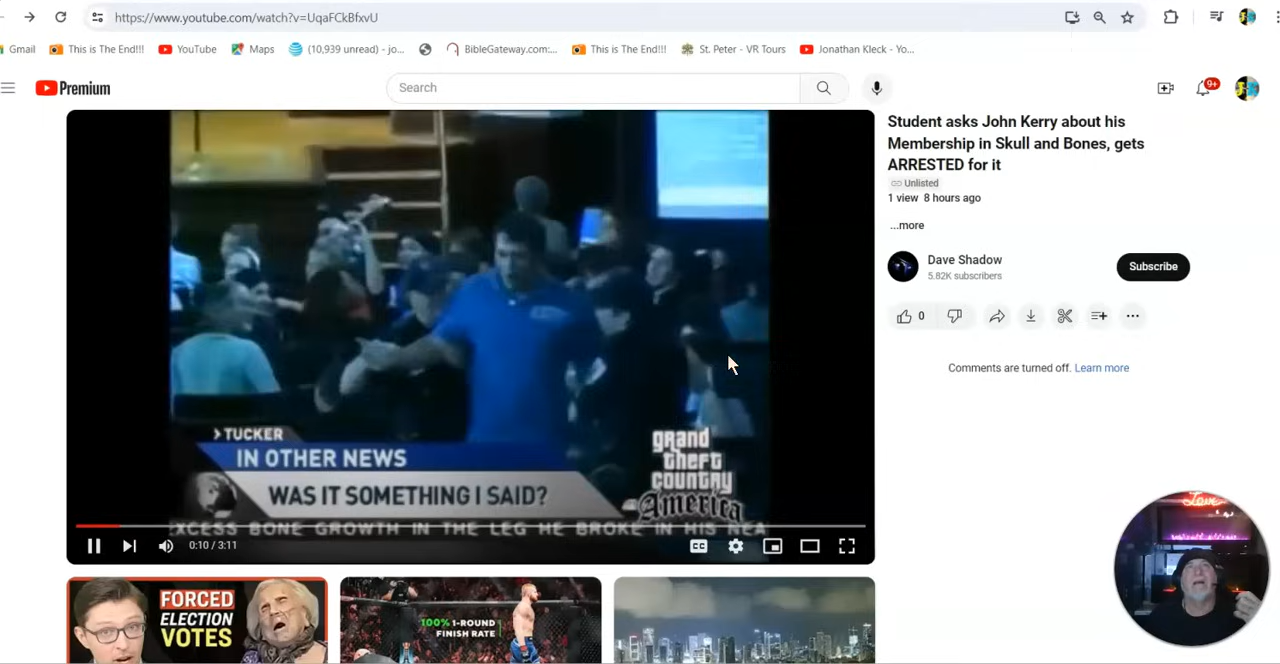 https://www.youtube.com/watch?v=UqaFCkBfxvU
Gmail
This is The End!!!
YouTube
Maps
(10,939 unread) - jo...
BibleGateway.com:...
This is The End!!!
St. Peter - VR Tours
Jonathan Kleck - Yo...
Premium
Search
9+
Student asks John Kerry about his
Membership in Skull and Bones, gets
ARRESTED for it
Unlisted
1 view 8 hours ago
...more
Dave Shadow
5.82K subscribers
Subscribe
0
Comments are turned off. Learn more
>TUCKER
IN OTHER NEWS
WAS IT SOMETHING I SAID?
grand
theft
country
America
XCESS BONE GROWTH IN THE LEG HE BROKE IN HIS NEA
0:10 / 3:11
CC
FORCED
ELECTION
VOTES
100% 1-ROUND
FINISH RATE
Love